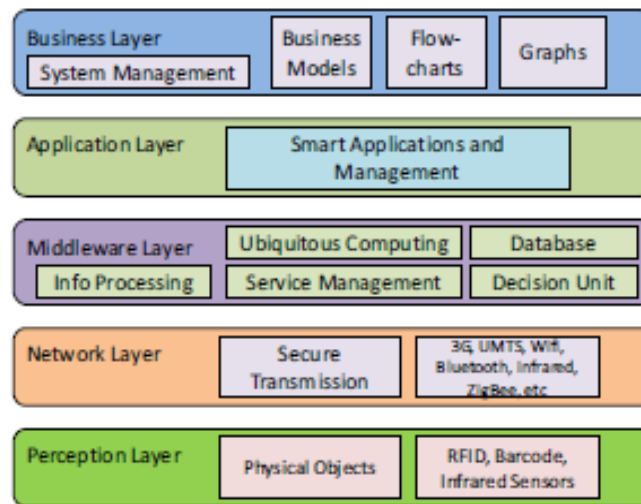 Business Layer
System Management
Business
Models
Flow-
charts
Graphs
Application Layer
Smart Applications and
Management
Middleware Layer
Ubiquitous Computing
Database
Info Processing
Service Management
Decision Unit
Network Layer
Secure
Transmission
3G, UMTS, Wifi,
Bluetooth, Infrared,
ZigBee, etc
Perception Layer
Physical Objects
RFID, Barcode,
Infrared Sensors